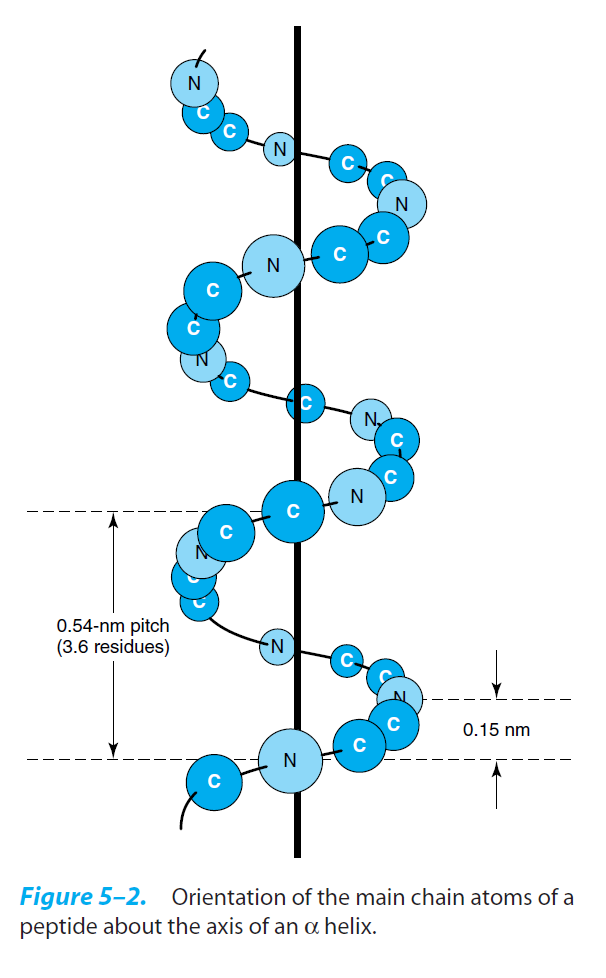 N
C
C
N
C
C
N
C
C
N
C
C
N
C
C
N
C
C
N
C
C
N
C
C
N
C
C
N
C
C
N
C
0.54-nm pitch
(3.6 residues)
0.15 nm
Figure 5–2. Orientation of the main chain atoms of a
peptide about the axis of an α helix.